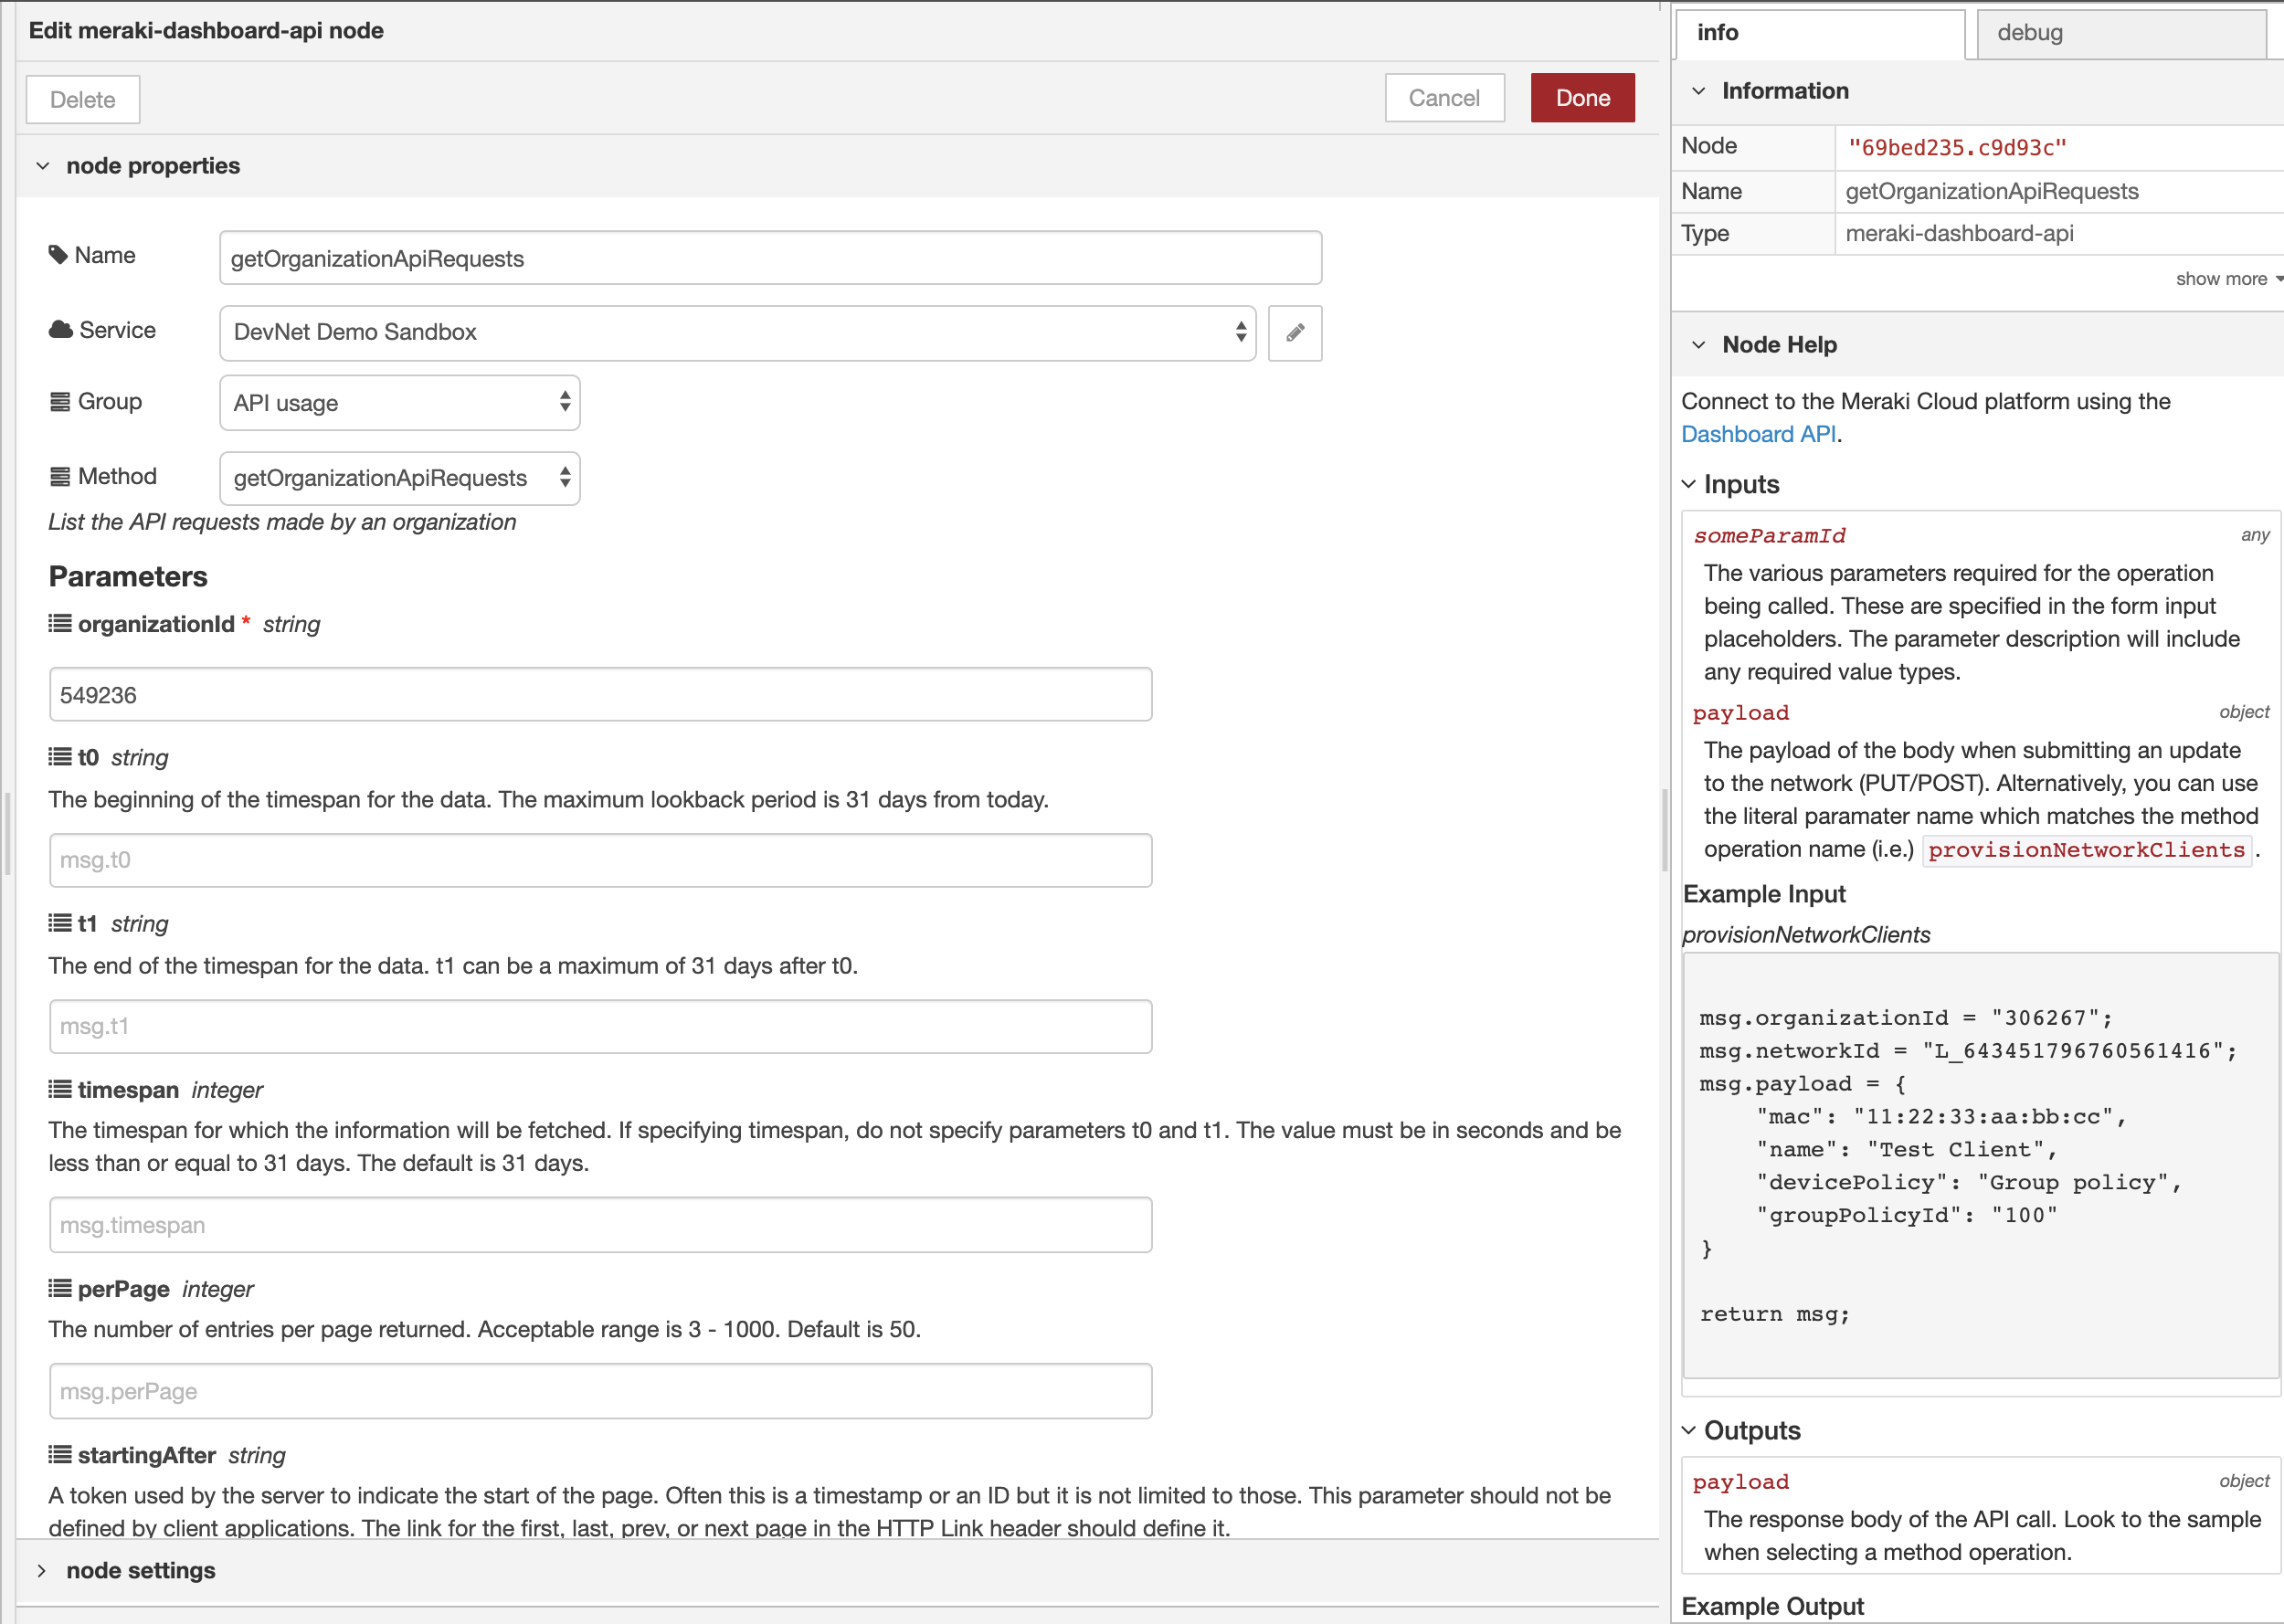 Edit meraki-dashboard-api node
Delete
Cancel
Done
node properties
Name
getOrganizationApiRequests
Service
DevNet Demo Sandbox
Group
API usage
Method
getOrganizationApiRequests
List the API requests made by an organization
Parameters
organizationId * string
549236
t0 string
The beginning of the timespan for the data. The maximum lookback period is 31 days from today.
msg.t0
t1 string
The end of the timespan for the data. t1 can be a maximum of 31 days after t0.
msg.t1
timespan integer
The timespan for which the information will be fetched. If specifying timespan, do not specify parameters t0 and t1. The value must be in seconds and be
less than or equal to 31 days. The default is 31 days.
msg.timespan
perPage integer
The number of entries per page returned. Acceptable range is 3 - 1000. Default is 50.
msg.perPage
startingAfter string
A token used by the server to indicate the start of the page. Often this is a timestamp or an ID but it is not limited to those. This parameter should not be
defined by client applications. The link for the first, last, prev, or next page in the HTTP Link header should define it.
node settings
info
debug
Information
Node
"69bed235.c9d93c"
Name
getOrganizationApiRequests
Type
meraki-dashboard-api
show more
Node Help
Connect to the Meraki Cloud platform using the
Dashboard API.
Inputs
someParamId any
The various parameters required for the operation
being called. These are specified in the form input
placeholders. The parameter description will include
any required value types.
payload object
The payload of the body when submitting an update
to the network (PUT/POST). Alternatively, you can use
the literal paramater name which matches the method
operation name (i.e.) provisionNetworkClients .
Example Input
provisionNetworkClients
msg.organizationId = "306267";
msg.networkId = "L_643451796760561416";
msg.payload = {
"mac": "11:22:33:aa:bb:cc",
"name": "Test Client",
"devicePolicy": "Group policy",
"groupPolicyId": "100"
}
return msg;
Outputs
payload object
The response body of the API call. Look to the sample
when selecting a method operation.
Example Output